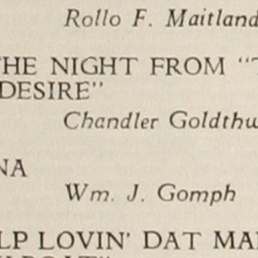 Rollo F. Maitland
THE NIGHT FROM "T
DESIRE"
Chandler Goldthw
NA
Wm. J. Gomph
LP LOVIN' DAT MA